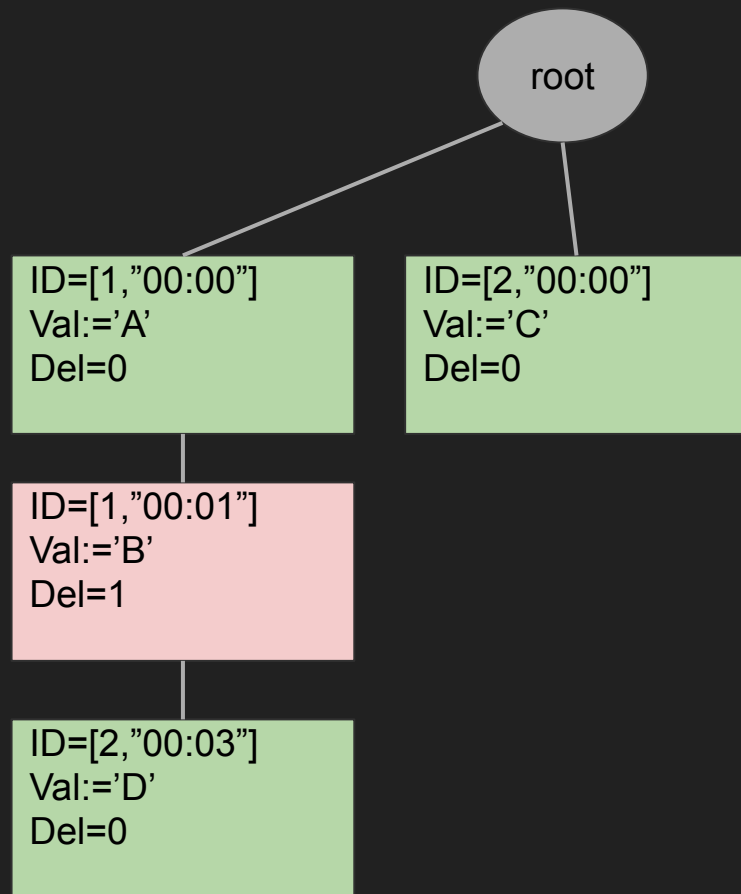 root
ID=[1,”00:00”]
Val:=’A’
Del=0
ID=[2,”00:00”]
Val:=’C’
Del=0
ID=[1,”00:01”]
Val:=’B’
Del=1
ID=[2,”00:03”]
Val:=’D’
Del=0